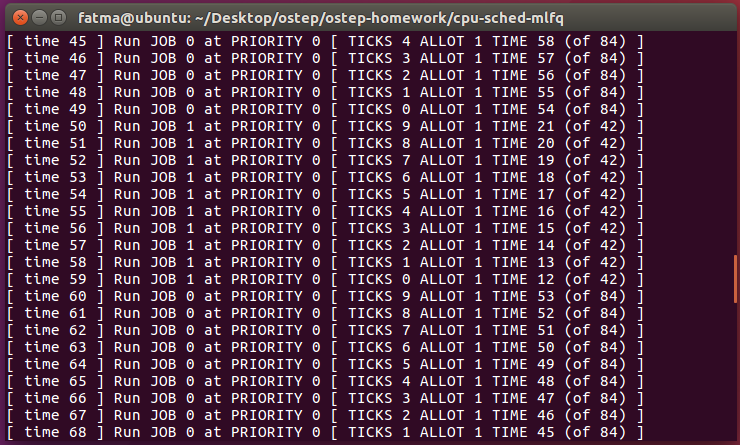 fatma@ubuntu: ~/Desktop/ostep/ostep-homework/cpu-sched-mlfq
[ time 45 ] Run JOB 0 at PRIORITY 0 [ TICKS 4 ALLOT 1 TIME 58 (of 84) ]
[ time 46 ] Run JOB 0 at PRIORITY 0 [ TICKS 3 ALLOT 1 TIME 57 (of 84) ]
[ time 47 ] Run JOB 0 at PRIORITY 0 [ TICKS 2 ALLOT 1 TIME 56 (of 84) ]
[ time 48 ] Run JOB 0 at PRIORITY 0 [ TICKS 1 ALLOT 1 TIME 55 (of 84) ]
[ time 49 ] Run JOB 0 at PRIORITY 0 [ TICKS 0 ALLOT 1 TIME 54 (of 84) ]
[ time 50 ] Run JOB 1 at PRIORITY 0 [ TICKS 9 ALLOT 1 TIME 21 (of 42) ]
[ time 51 ] Run JOB 1 at PRIORITY 0 [ TICKS 8 ALLOT 1 TIME 20 (of 42) ]
[ time 52 ] Run JOB 1 at PRIORITY 0 [ TICKS 7 ALLOT 1 TIME 19 (of 42) ]
[ time 53 ] Run JOB 1 at PRIORITY 0 [ TICKS 6 ALLOT 1 TIME 18 (of 42) ]
[ time 54 ] Run JOB 1 at PRIORITY 0 [ TICKS 5 ALLOT 1 TIME 17 (of 42) ]
[ time 55 ] Run JOB 1 at PRIORITY 0 [ TICKS 4 ALLOT 1 TIME 16 (of 42) ]
[ time 56 ] Run JOB 1 at PRIORITY 0 [ TICKS 3 ALLOT 1 TIME 15 (of 42) ]
[ time 57 ] Run JOB 1 at PRIORITY 0 [ TICKS 2 ALLOT 1 TIME 14 (of 42) ]
[ time 58 ] Run JOB 1 at PRIORITY 0 [ TICKS 1 ALLOT 1 TIME 13 (of 42) ]
[ time 59 ] Run JOB 1 at PRIORITY 0 [ TICKS 0 ALLOT 1 TIME 12 (of 42) ]
[ time 60 ] Run JOB 0 at PRIORITY 0 [ TICKS 9 ALLOT 1 TIME 53 (of 84) ]
[ time 61 ] Run JOB 0 at PRIORITY 0 [ TICKS 8 ALLOT 1 TIME 52 (of 84) ]
[ time 62 ] Run JOB 0 at PRIORITY 0 [ TICKS 7 ALLOT 1 TIME 51 (of 84) ]
[ time 63 ] Run JOB 0 at PRIORITY 0 [ TICKS 6 ALLOT 1 TIME 50 (of 84) ]
[ time 64 ] Run JOB 0 at PRIORITY 0 [ TICKS 5 ALLOT 1 TIME 49 (of 84) ]
[ time 65 ] Run JOB 0 at PRIORITY 0 [ TICKS 4 ALLOT 1 TIME 48 (of 84) ]
[ time 66 ] Run JOB 0 at PRIORITY 0 [ TICKS 3 ALLOT 1 TIME 47 (of 84) ]
[ time 67 ] Run JOB 0 at PRIORITY 0 [ TICKS 2 ALLOT 1 TIME 46 (of 84) ]
[ time 68 ] Run JOB 0 at PRIORITY 0 [ TICKS 1 ALLOT 1 TIME 45 (of 84) ]